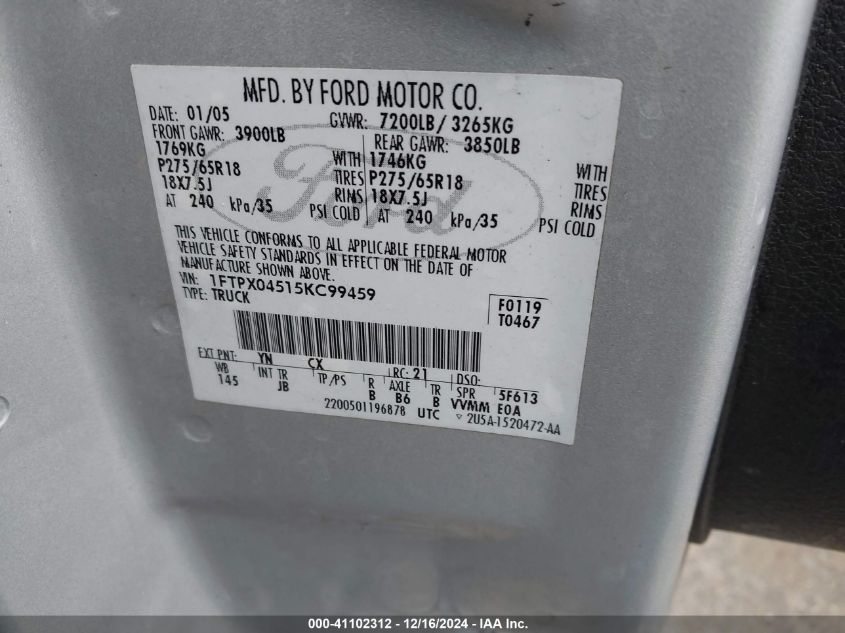 MFD. BY FORD MOTOR CO.
DATE: 01/05 GVWR: 7200LB/ 3265KG
FRONT GAWR: 3900LB REAR GAWR: 3850LB
1769KG WITH 1746KG WITH
P275/65R18 TIRES P275/65R18 TIRES
18X7.5J RIMS 18X7.5J RIMS
AT 240 kPa/35 PSI COLD AT 240 kPa/35 PSI COLD
Ford
THIS VEHICLE CONFORMS TO ALL APPLICABLE FEDERAL MOTOR
VEHICLE SAFETY STANDARDS IN EFFECT ON THE DATE OF
MANUFACTURE SHOWN ABOVE.
VIN: 1FTPX04515KC99459
TYPE: TRUCK
F0119
T0467
EXT PNT: YN CX RC: 21 DSO:
WB INT TR TP/PS R AXLE TR SPR 5F613
145 JB B B6 B VVMM E0A
2200501196878 UTC ▽ 2U5A-1520472-AA
000-41102312 - 12/16/2024 - IAA Inc.